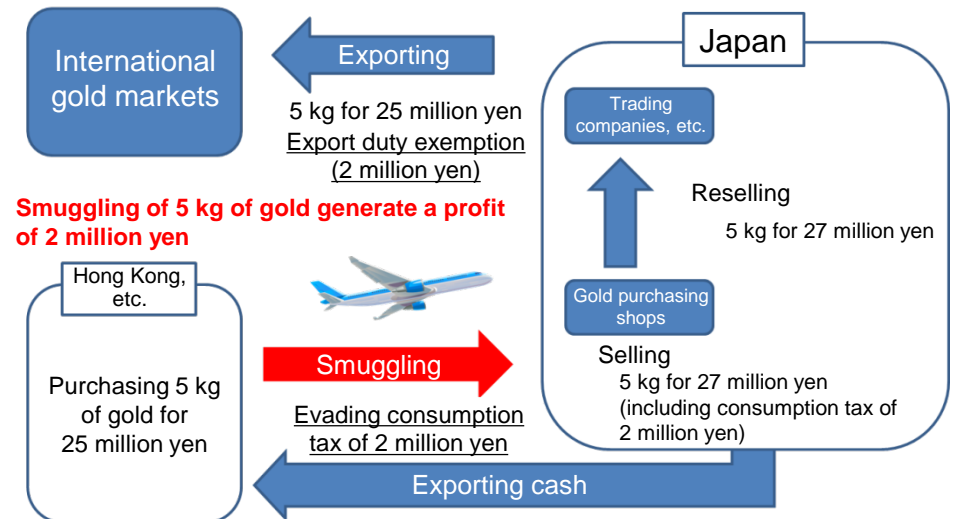 International
gold markets
Exporting
5 kg for 25 million yen
Export duty exemption
(2 million yen)
Japan
Trading
companies, etc.
Reselling
5 kg for 27 million yen
Gold purchasing
shops
Selling
5 kg for 27 million yen
(including consumption tax of
2 million yen)
Smuggling of 5 kg of gold generate a profit
of 2 million yen
Hong Kong,
etc.
Purchasing 5 kg
of gold for
25 million yen
Smuggling
Evading consumption
tax of 2 million yen
Exporting cash